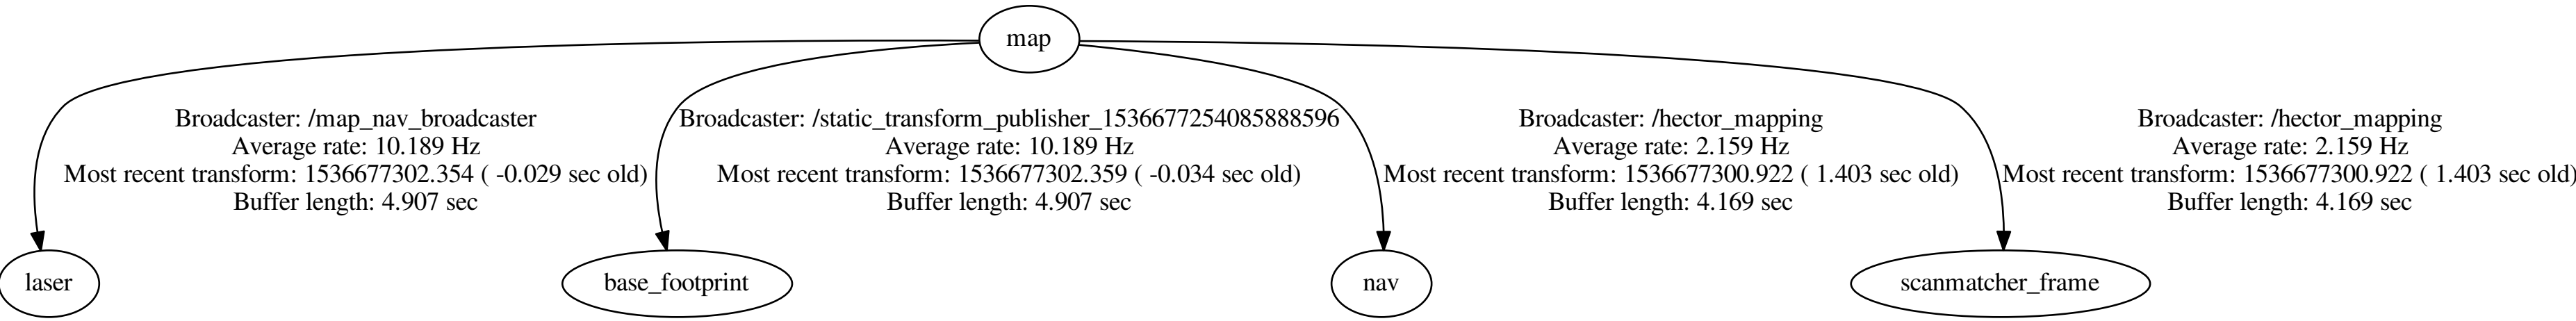 map
Broadcaster: /map_nav_broadcaster
Average rate: 10.189 Hz
Most recent transform: 1536677302.354 ( -0.029 sec old)
Buffer length: 4.907 sec
Broadcaster: /static_transform_publisher_1536677254085888596
Average rate: 10.189 Hz
Most recent transform: 1536677302.359 ( -0.034 sec old)
Buffer length: 4.907 sec
Broadcaster: /hector_mapping
Average rate: 2.159 Hz
Most recent transform: 1536677300.922 ( 1.403 sec old)
Buffer length: 4.169 sec
Broadcaster: /hector_mapping
Average rate: 2.159 Hz
Most recent transform: 1536677300.922 ( 1.403 sec old)
Buffer length: 4.169 sec
laser
base_footprint
nav
scanmatcher_frame